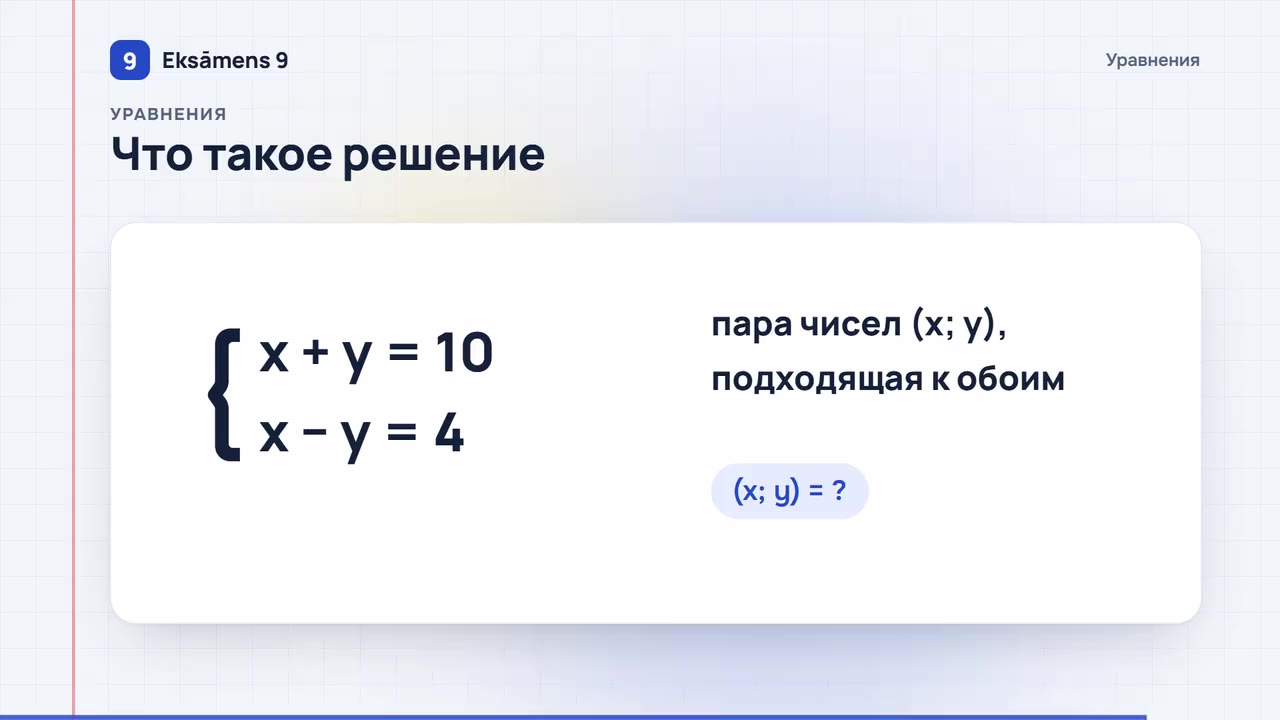 9 Eksāmens 9
Уравнения
УРАВНЕНИЯ
Что такое решение
{ x + y = 10
x − y = 4
пара чисел (x; y),
подходящая к обоим
(x; y) = ?